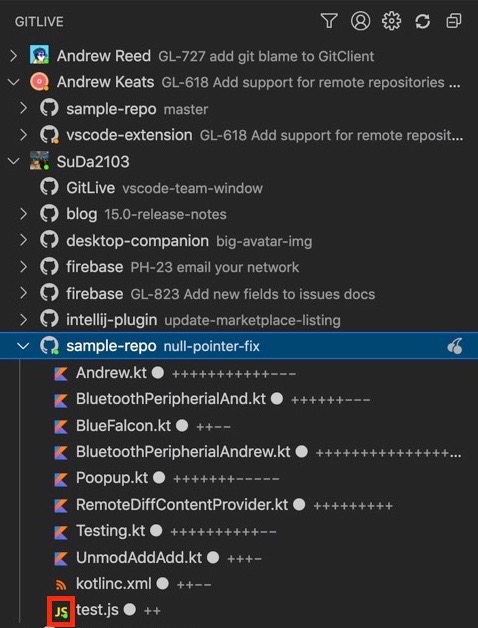 GITLIVE
Andrew Reed GL-727 add git blame to GitClient
Andrew Keats GL-618 Add support for remote repositories ...
sample-repo master
vscode-extension GL-618 Add support for remote reposit...
SuDa2103
GitLive vscode-team-window
blog 15.0-release-notes
desktop-companion big-avatar-img
firebase PH-23 email your network
firebase GL-823 Add new fields to issues docs
intellij-plugin update-marketplace-listing
sample-repo null-pointer-fix
Andrew.kt ● ++++++++++---
BluetoothPeripherialAnd.kt ● ++++++---
BlueFalcon.kt ● ++--
BluetoothPeripherialAndrew.kt ● +++++++++++++++...
Poopup.kt ● +++++++-----
RemoteDiffContentProvider.kt ● +++++++++
Testing.kt ● ++++++++++--
UnmodAddAdd.kt ● +++-
kotlinc.xml ● ++--
JS test.js ● ++